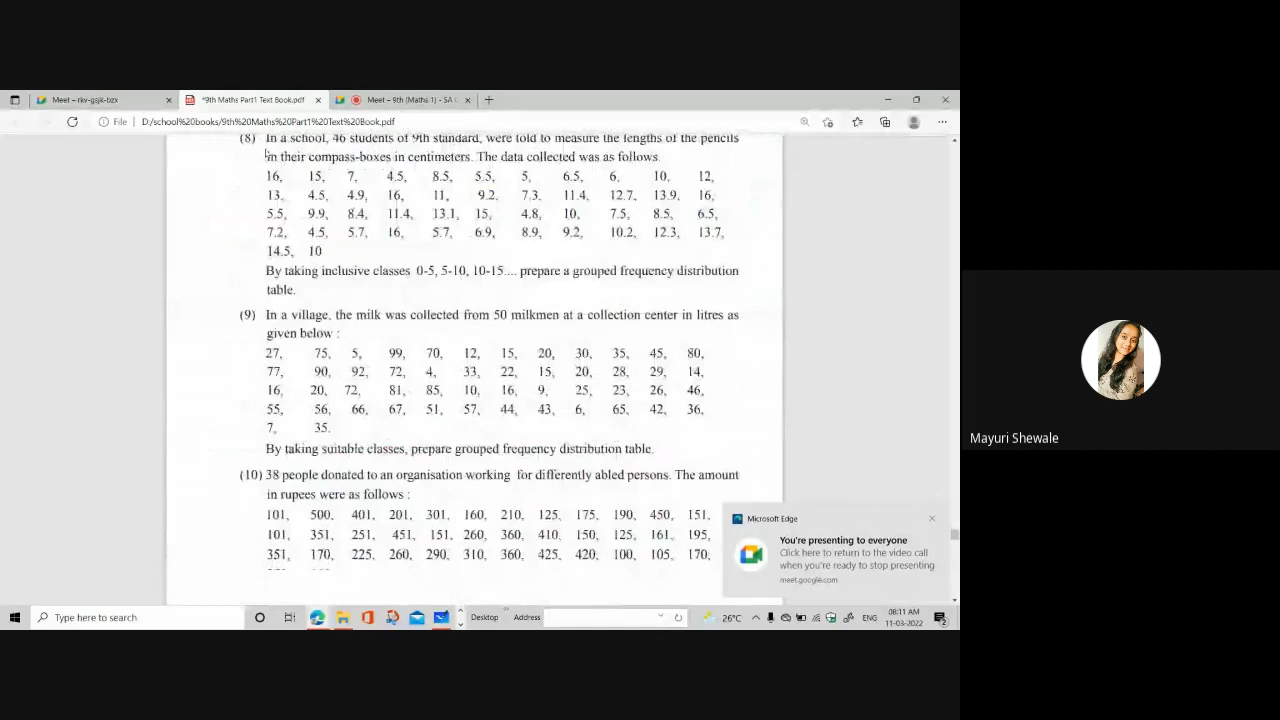 Meet – rkv-gsjk-bzx
*9th Maths Part1 Text Book.pdf
Meet – 9th (Maths 1) - SA
File
D:/school%20books/9th%20Maths%20Part1%20Text%20Book.pdf
(8) In a school, 46 students of 9th standard, were told to measure the lengths of the pencils
in their compass-boxes in centimeters. The data collected was as follows.
16, 15, 7, 4.5, 8.5, 5.5, 5, 6.5, 6, 10, 12,
13, 4.5, 4.9, 16, 11, 9.2, 7.3, 11.4, 12.7, 13.9, 16,
5.5, 9.9, 8.4, 11.4, 13.1, 15, 4.8, 10, 7.5, 8.5, 6.5,
7.2, 4.5, 5.7, 16, 5.7, 6.9, 8.9, 9.2, 10.2, 12.3, 13.7,
14.5, 10
By taking inclusive classes 0-5, 5-10, 10-15.... prepare a grouped frequency distribution
table.
(9) In a village, the milk was collected from 50 milkmen at a collection center in litres as
given below :
27, 75, 5, 99, 70, 12, 15, 20, 30, 35, 45, 80,
77, 90, 92, 72, 4, 33, 22, 15, 20, 28, 29, 14,
16, 20, 72, 81, 85, 10, 16, 9, 25, 23, 26, 46,
55, 56, 66, 67, 51, 57, 44, 43, 6, 65, 42, 36,
7, 35.
By taking suitable classes, prepare grouped frequency distribution table.
(10) 38 people donated to an organisation working for differently abled persons. The amount
in rupees were as follows :
101, 500, 401, 201, 301, 160, 210, 125, 175, 190, 450, 151,
101, 351, 251, 451, 151, 260, 360, 410, 150, 125, 161, 195,
351, 170, 225, 260, 290, 310, 360, 425, 420, 100, 105, 170,
Microsoft Edge
You're presenting to everyone
Click here to return to the video call
when you're ready to stop presenting
meet.google.com
Mayuri Shewale
Type here to search
Desktop
Address
26°C
ENG
08:11 AM
11-03-2022
2